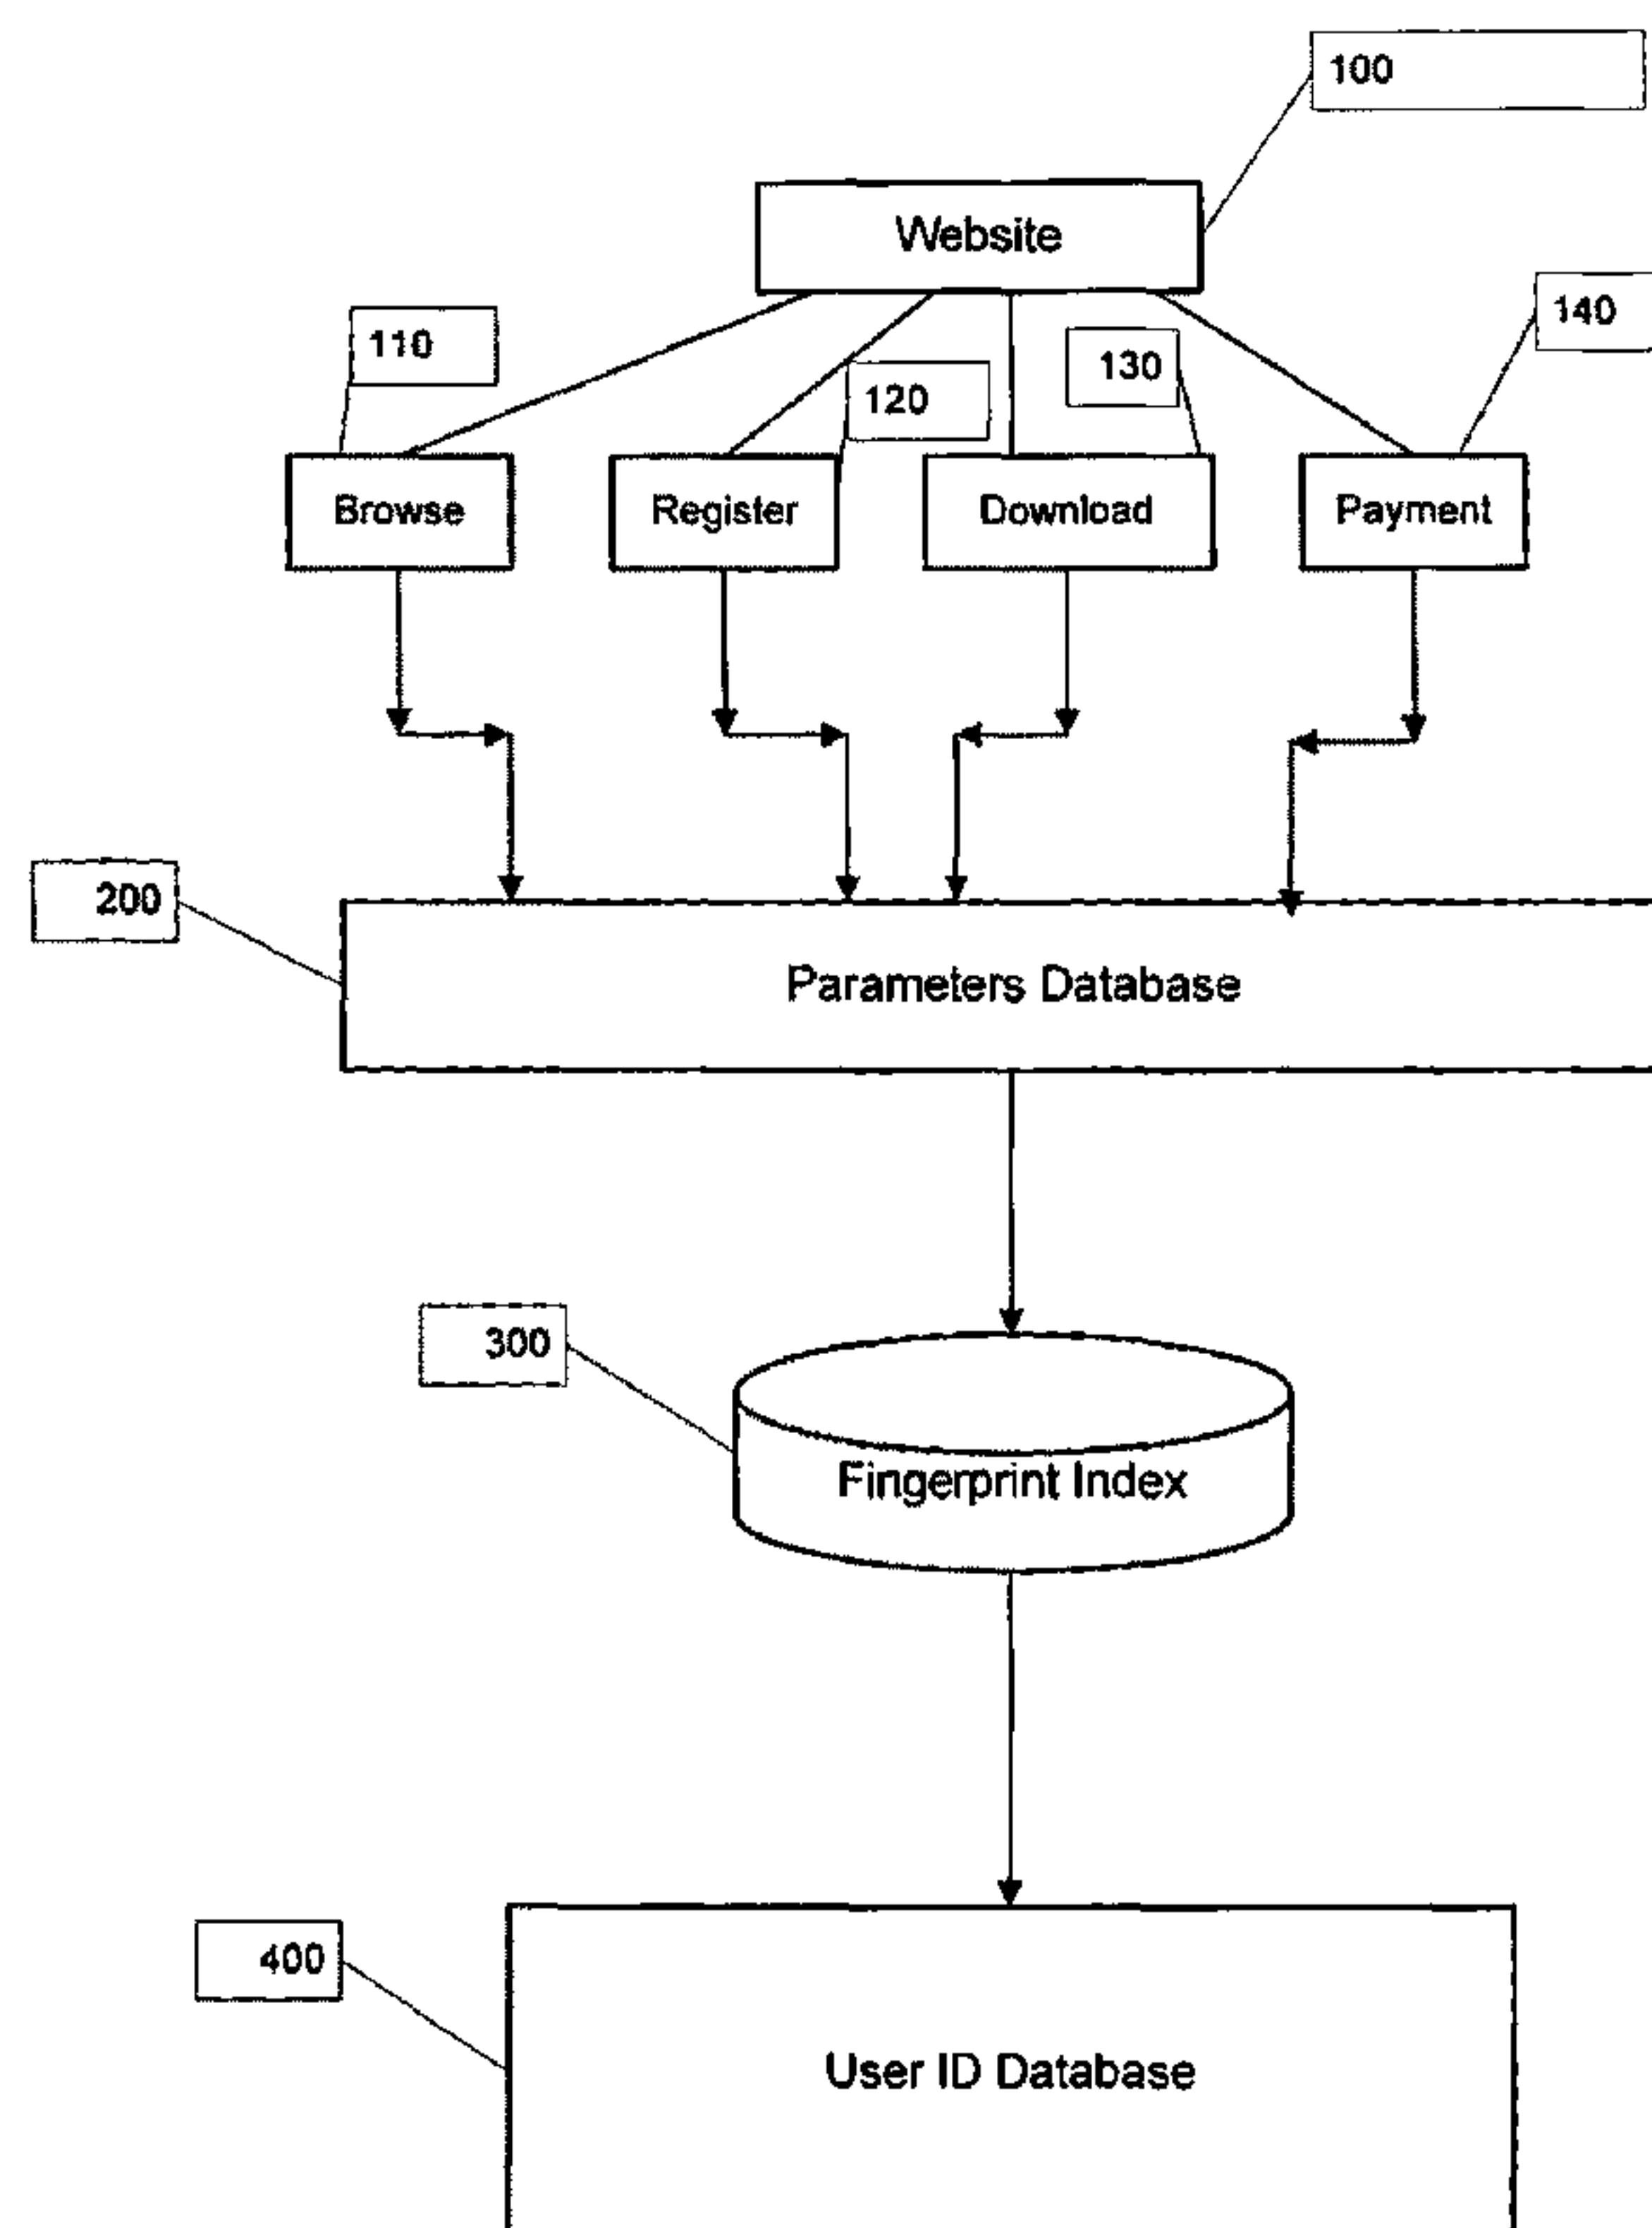 100
Website
140
110
130
120
Browse
Register
Download
Payment
200
Parameters Database
300
Fingerprint Index
400
User ID Database